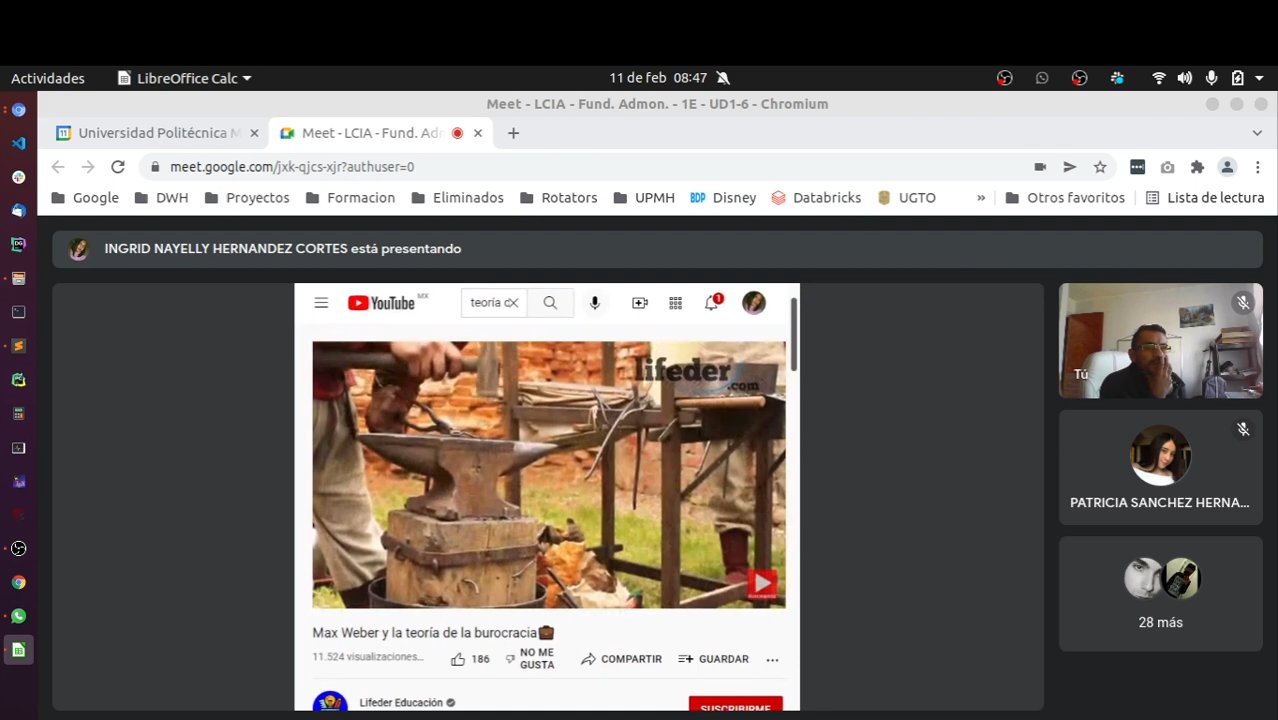 Actividades
LibreOffice Calc
11 de feb 08:47
Meet - LCIA - Fund. Admon. - 1E - UD1-6 - Chromium
Universidad Politécnica M
Meet - LCIA - Fund. Adm
meet.google.com/jxk-qjcs-xjr?authuser=0
Google
DWH
Proyectos
Formacion
Eliminados
Rotators
UPMH
BDP Disney
Databricks
UGTO
»
Otros favoritos
Lista de lectura
INGRID NAYELLY HERNANDEZ CORTES está presentando
YouTube MX
teoría d
1
lifeder
.com
Max Weber y la teoría de la burocracia
11.524 visualizaciones...
186
NO ME
GUSTA
COMPARTIR
GUARDAR
Lifeder Educación
SUSCRIBIRME
Tú
PATRICIA SANCHEZ HERNA...
28 más